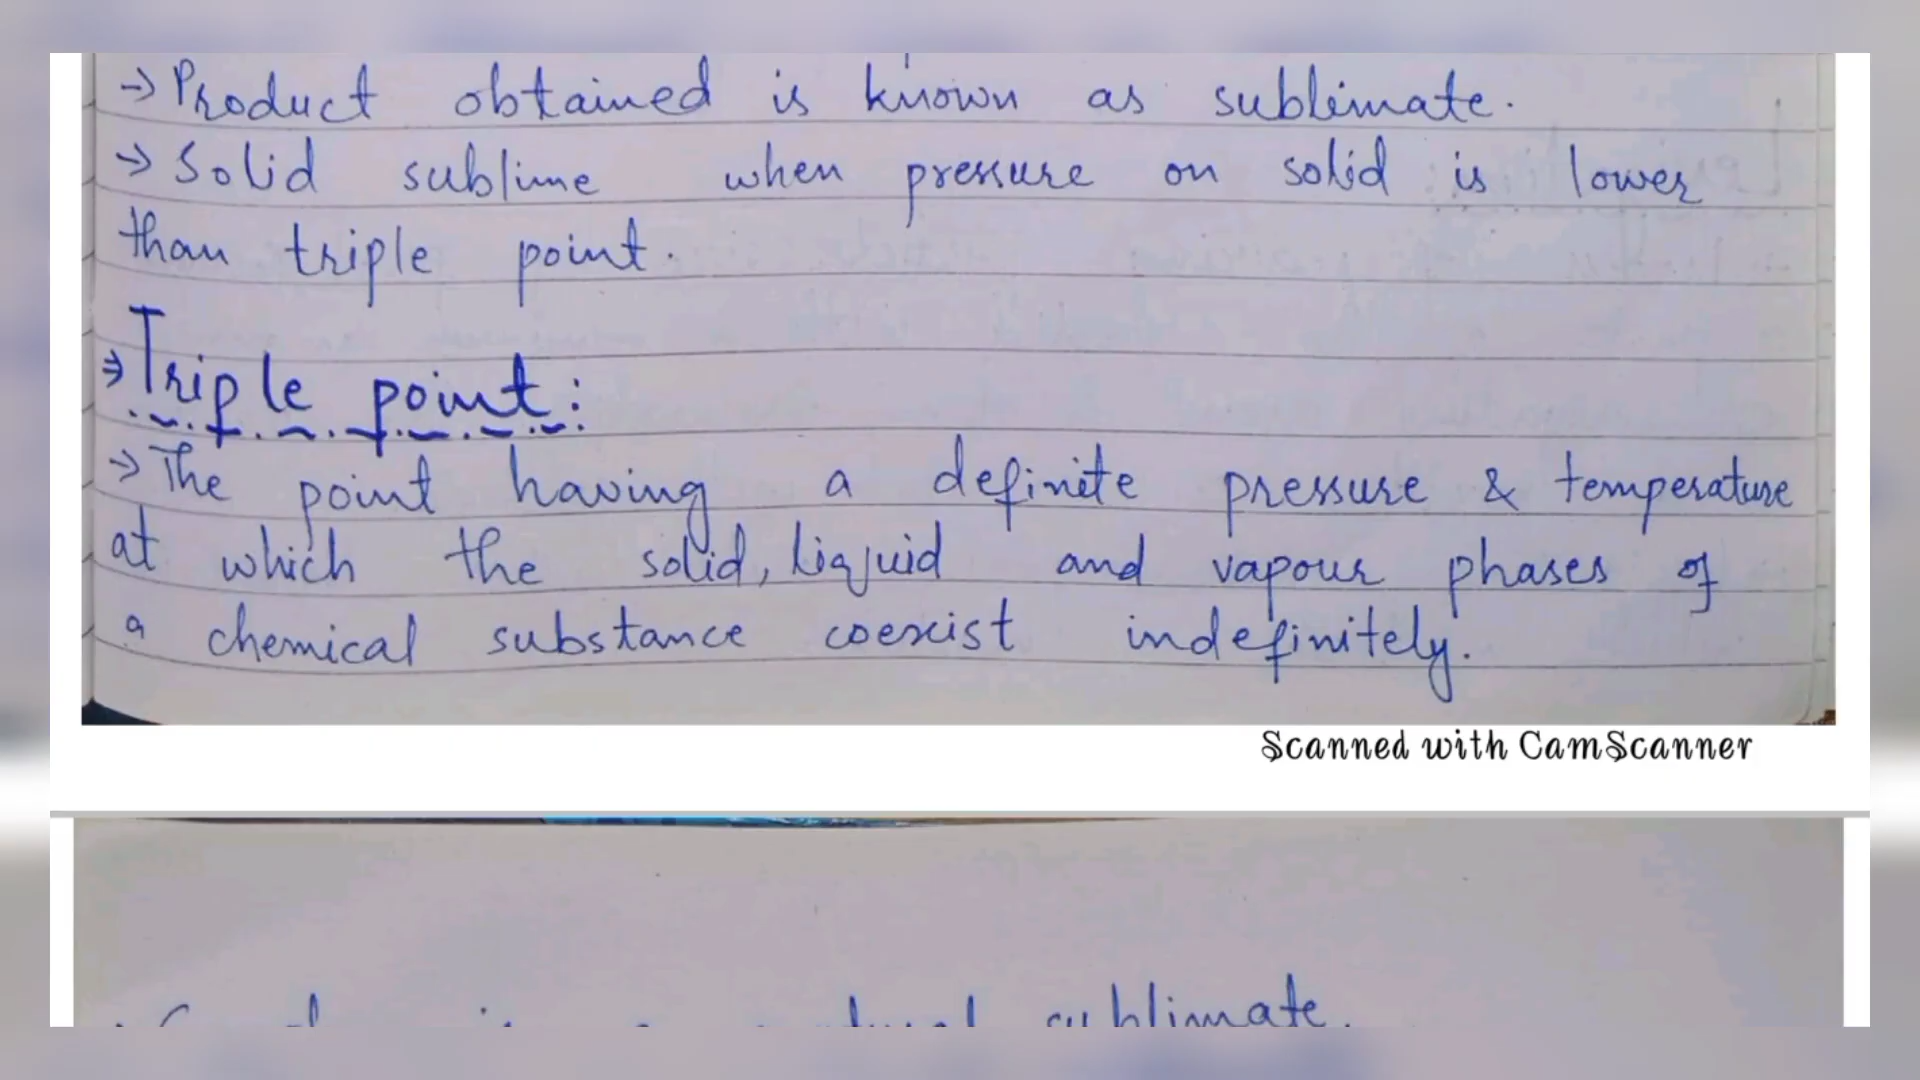 → Product obtained is known as sublimate.
→ Solid sublime when pressure on solid is lower
than triple point.
⇒ Triple point:
→ The point having a definite pressure & temperature
at which the solid, liquid and vapour phases of
a chemical substance coexist indefinitely.
Scanned with CamScanner
is a natural sublimate.